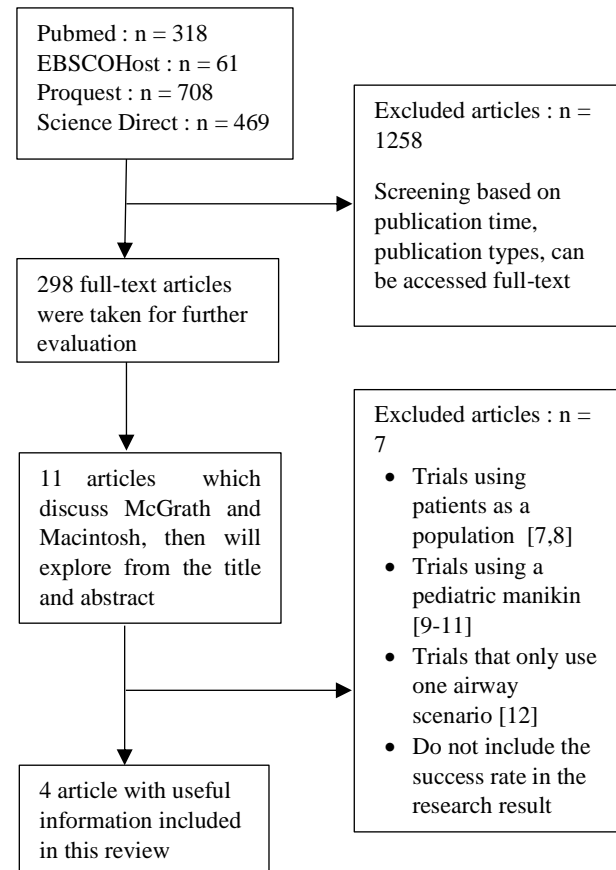 Pubmed : n = 318
EBSCOHost : n = 61
Proquest : n = 708
Science Direct : n = 469
Excluded articles : n =
1258
Screening based on
publication time,
publication types, can
be accessed full-text
298 full-text articles
were taken for further
evaluation
11 articles which
discuss McGrath and
Macintosh, then will
explore from the title
and abstract
Excluded articles : n =
7
• Trials using
patients as a
population [7,8]
• Trials using a
pediatric manikin
[9-11]
• Trials that only use
one airway
scenario [12]
• Do not include the
success rate in the
research result
4 article with useful
information included
in this review